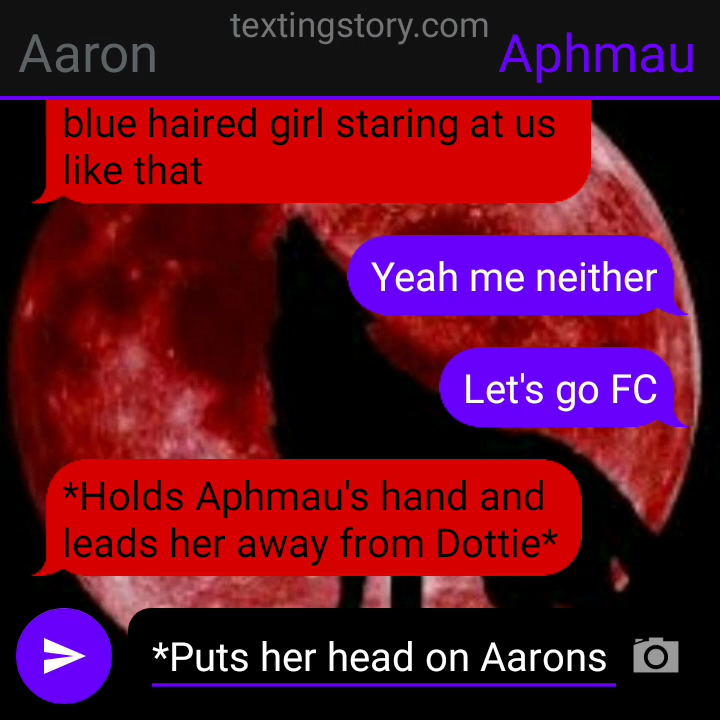 textingstory.com
Aaron
Aphmau
blue haired girl staring at us
like that
Yeah me neither
Let's go FC
*Holds Aphmau's hand and
leads her away from Dottie*
*Puts her head on Aarons